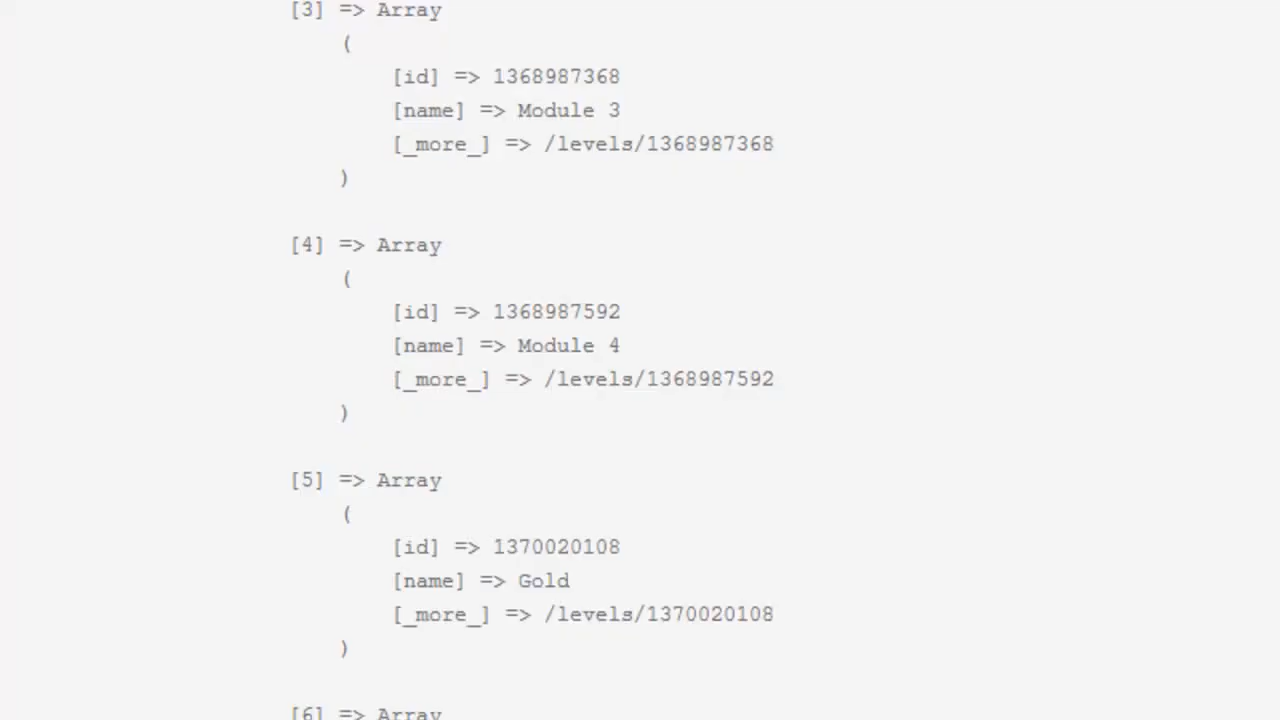 [3] => Array
(
[id] => 1368987368
[name] => Module 3
[_more_] => /levels/1368987368
)
[4] => Array
(
[id] => 1368987592
[name] => Module 4
[_more_] => /levels/1368987592
)
[5] => Array
(
[id] => 1370020108
[name] => Gold
[_more_] => /levels/1370020108
)
[6] => Array